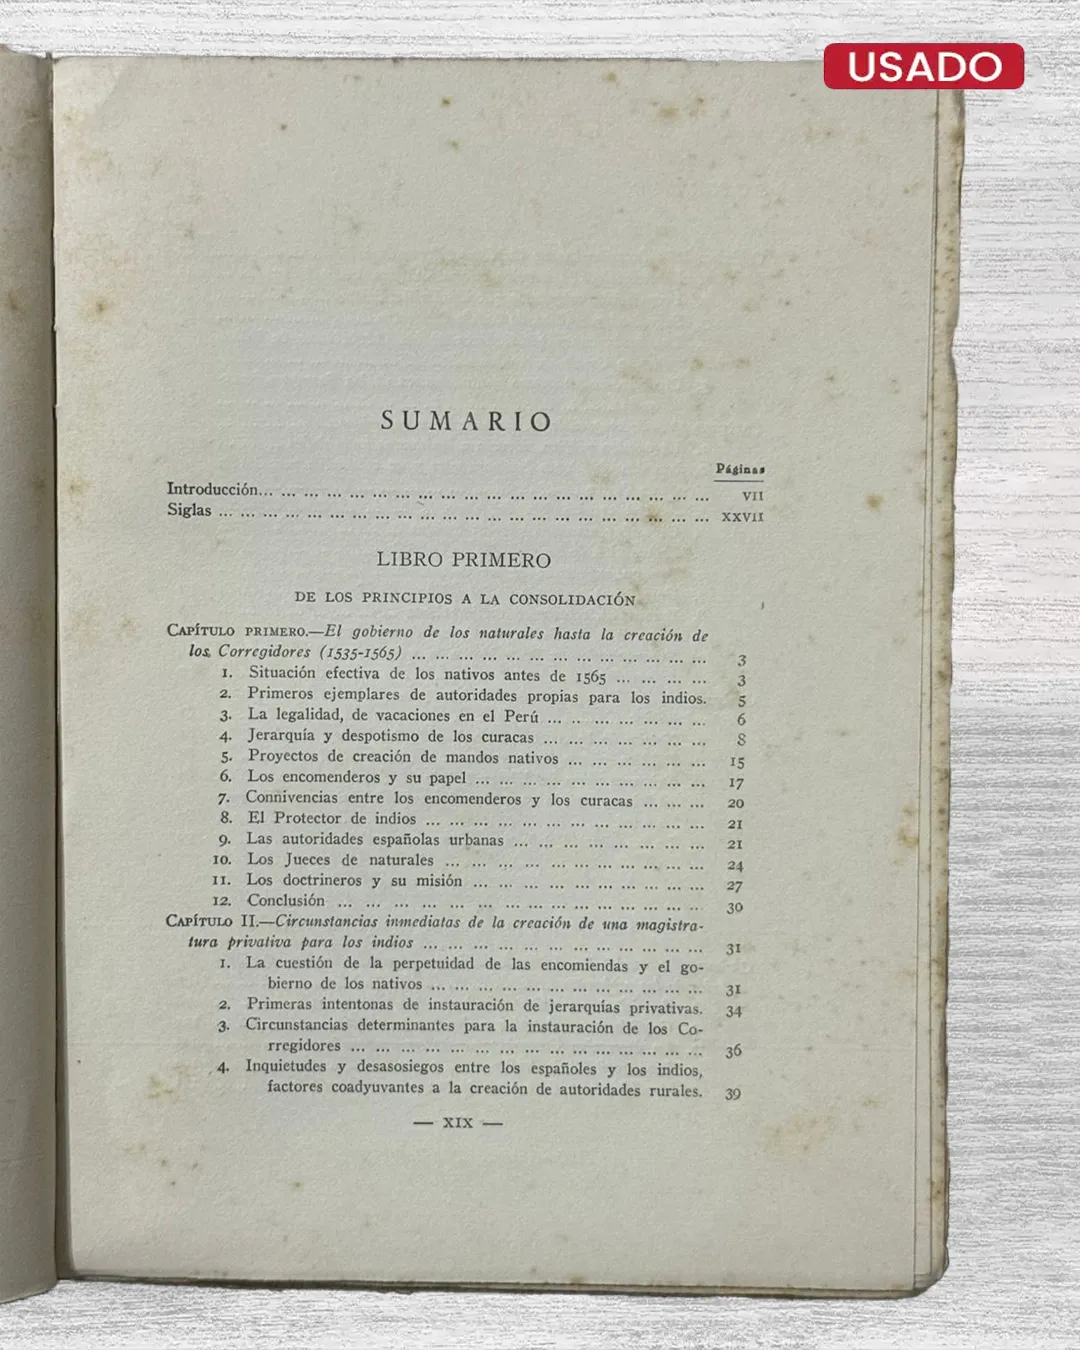 USADO
SUMARIO
Páginas
Introducción... ... ... ... ... ... ... ... ... ... ... ... ... ... ... ... ... ... ... ... VII
Siglas ... ... ... ... ... ... ... ... ... ... ... ... ... ... ... ... ... ... ... ... ... ... XXVII
LIBRO PRIMERO
DE LOS PRINCIPIOS A LA CONSOLIDACIÓN
CAPÍTULO PRIMERO.—El gobierno de los naturales hasta la creación de
los Corregidores (1535-1565) ... ... ... ... ... ... ... ... ... ... ... ... ... 3
1. Situación efectiva de los nativos antes de 1565 ... ... ... ... 3
2. Primeros ejemplares de autoridades propias para los indios. 5
3. La legalidad, de vacaciones en el Perú ... .. .. ... ... ... ... 6
4. Jerarquía y despotismo de los curacas ... ... ... ... ... ... ... 8
5. Proyectos de creación de mandos nativos ... ... ... ... ... ... 15
6. Los encomenderos y su papel ... ... ... ... ... ... ... ... ... ... 17
7. Connivencias entre los encomenderos y los curacas ... ... ... 20
8. El Protector de indios ... ... ... ... ... ... ... ... ... ... ... ... 21
9. Las autoridades españolas urbanas ... ... ... ... ... ... ... ... 21
10. Los Jueces de naturales ... ... ... ... ... ... ... ... ... ... ... 24
11. Los doctrineros y su misión ... ... ... ... ... ... ... ... ... ... 27
12. Conclusión ... ... ... ... ... ... ... ... ... ... ... ... ... ... ... 30
CAPÍTULO II.—Circunstancias inmediatas de la creación de una magistra-
tura privativa para los indios ... ... ... ... ... ... ... ... ... ... ... ... 31
1. La cuestión de la perpetuidad de las encomiendas y el go-
bierno de los nativos ... ... ... ... ... ... ... ... ... ... ... ... 31
2. Primeras intentonas de instauración de jerarquías privativas. 34
3. Circunstancias determinantes para la instauración de los Co-
rregidores ... ... ... ... ... ... ... ... ... ... ... ... ... ... ... 36
4. Inquietudes y desasosiegos entre los españoles y los indios,
factores coadyuvantes a la creación de autoridades rurales. 39
— XIX —